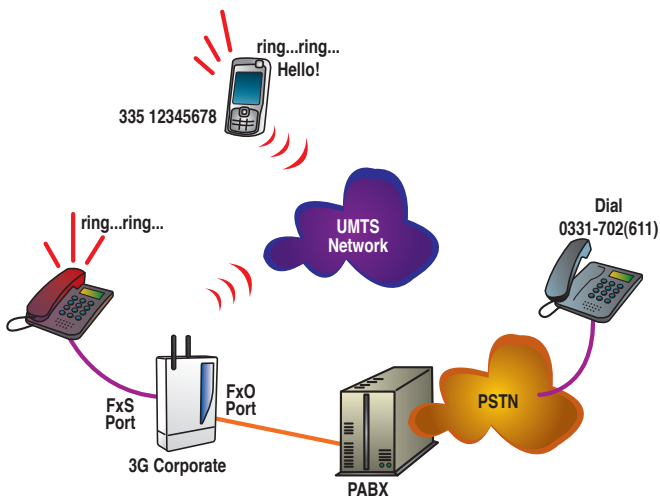 ring...ring...
Hello!
335 12345678
ring...ring...
UMTS
Network
Dial
0331-702(611)
FxS
Port
FxO
Port
PSTN
3G Corporate
PABX